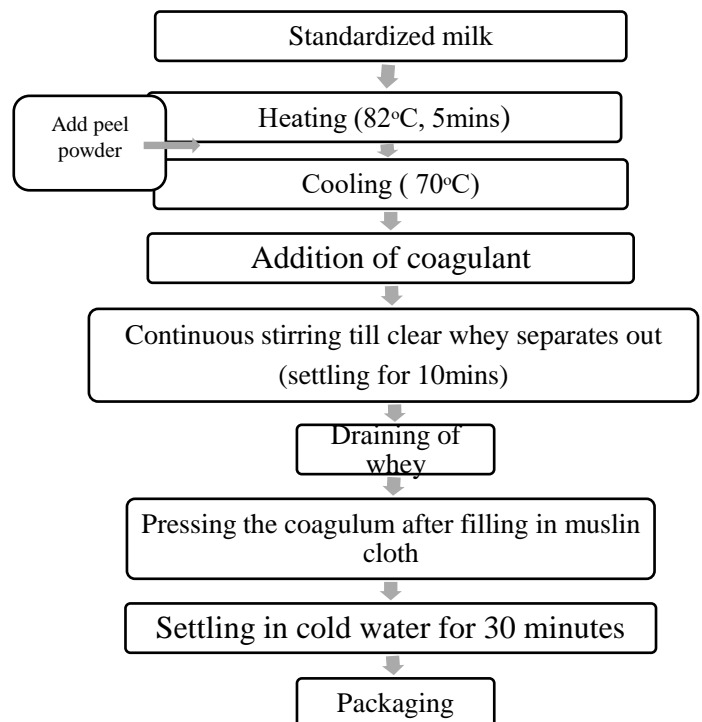 Standardized milk
Add peel
powder
Heating (82°C, 5mins)
Cooling ( 70°C)
Addition of coagulant
Continuous stirring till clear whey separates out
(settling for 10mins)
Draining of
whey
Pressing the coagulum after filling in muslin
cloth
Settling in cold water for 30 minutes
Packaging